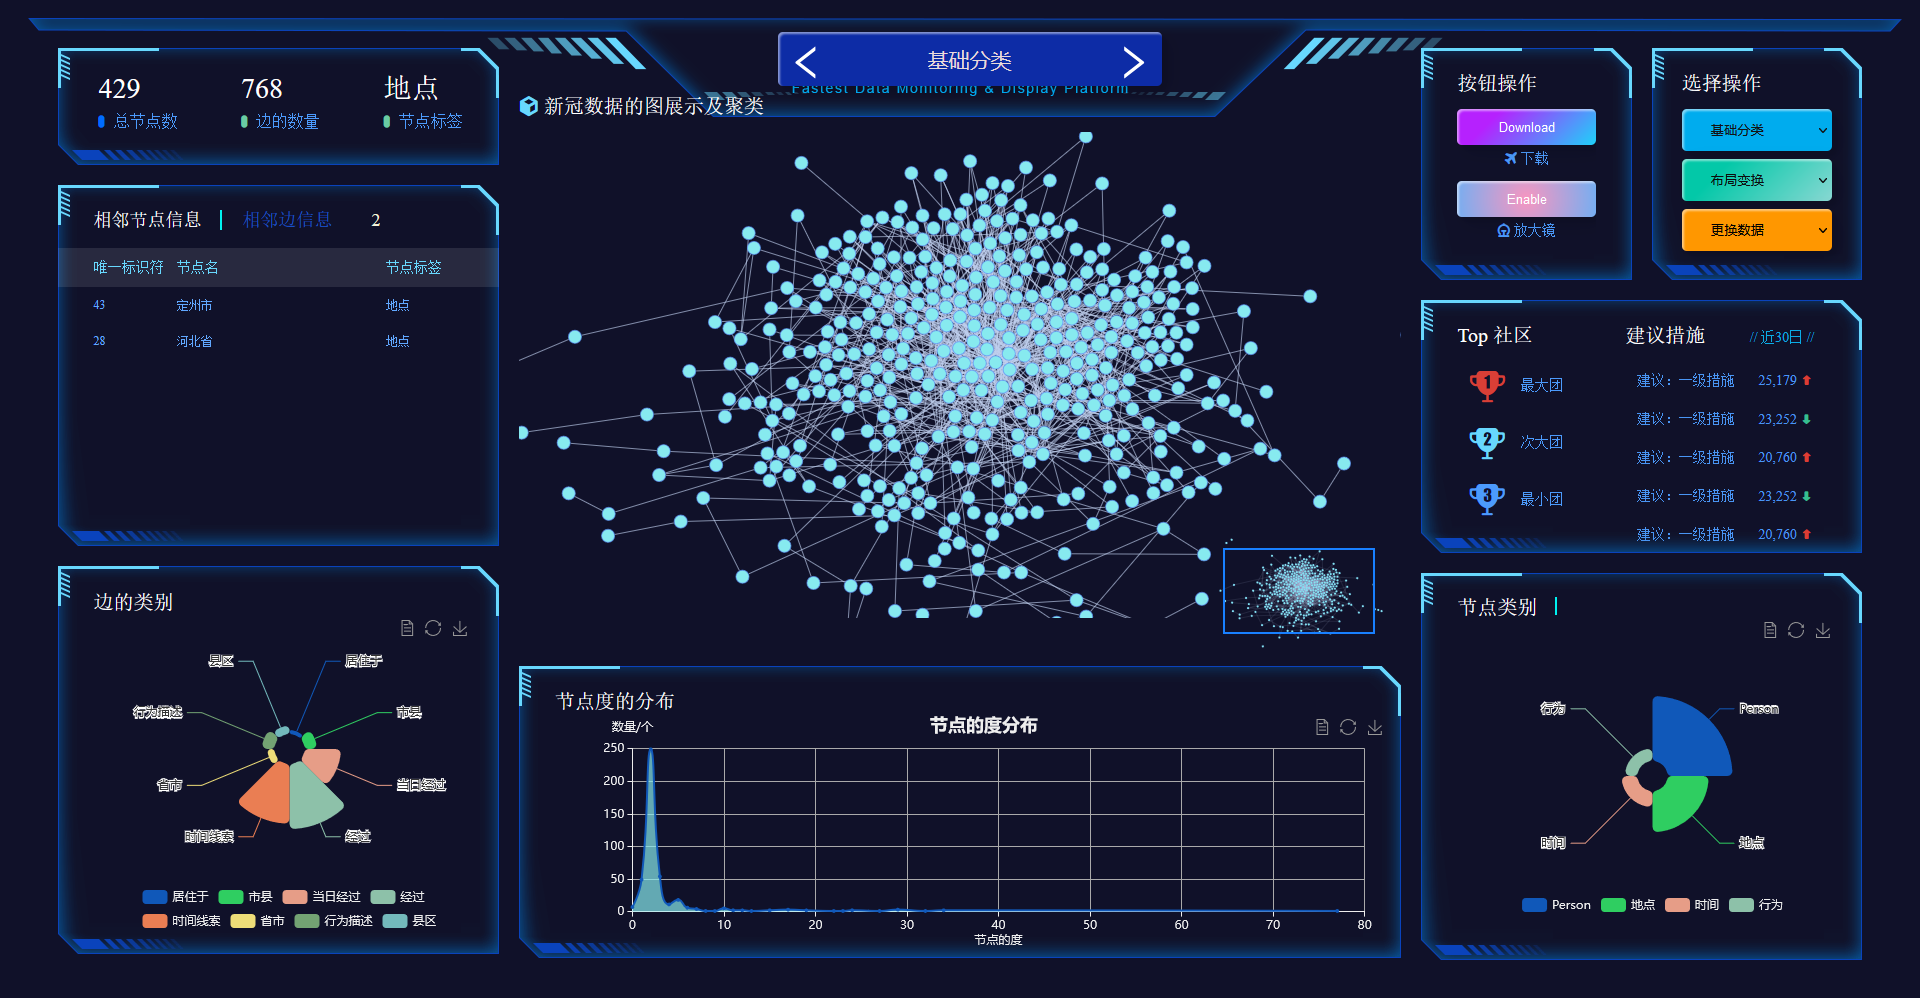 429
768
地点
总节点数
边的数量
节点标签
基础分类
Fastest Data Monitoring & Display Platform
新冠数据的图展示及聚类
按钮操作
Download
下载
Enable
放大镜
选择操作
基础分类
布局变换
更换数据
相邻节点信息
相邻边信息
2
唯一标识符 节点名 节点标签
43 定州市 地点
28 河北省 地点
Top 社区
建议措施
// 近30日 //
1 最大团
2 次大团
3 最小团
建议：一级措施 25,179
建议：一级措施 23,252
建议：一级措施 20,760
建议：一级措施 23,252
建议：一级措施 20,760
边的类别
县区
居住于
行为描述
市县
省市
当日经过
时间线索
经过
居住于 市县 当日经过 经过
时间线索 省市 行为描述 县区
节点度的分布
数量/个
节点的度分布
250
200
150
100
50
0
0 10 20 30 40 50 60 70 80
节点的度
节点类别
行为
Person
时间
地点
Person 地点 时间 行为